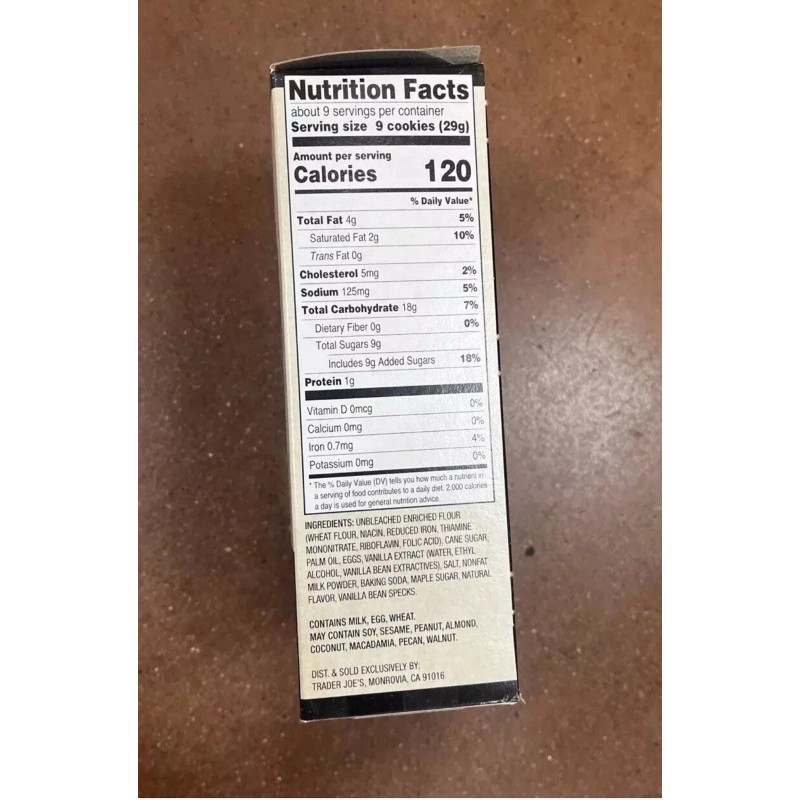 Nutrition Facts
about 9 servings per container
Serving size 9 cookies (29g)
Amount per serving
Calories 120
% Daily Value*
Total Fat 4g 5%
Saturated Fat 2g 10%
Trans Fat 0g
Cholesterol 5mg 2%
Sodium 125mg 5%
Total Carbohydrate 18g 7%
Dietary Fiber 0g 0%
Total Sugars 9g
Includes 9g Added Sugars 18%
Protein 1g
Vitamin D 0mcg 0%
Calcium 0mg 0%
Iron 0.7mg 4%
Potassium 0mg 0%
* The % Daily Value (DV) tells you how much a nutrient in
a serving of food contributes to a daily diet. 2,000 calories
a day is used for general nutrition advice.
INGREDIENTS: UNBLEACHED ENRICHED FLOUR
(WHEAT FLOUR, NIACIN, REDUCED IRON, THIAMINE
MONONITRATE, RIBOFLAVIN, FOLIC ACID), CANE SUGAR,
PALM OIL, EGGS, VANILLA EXTRACT (WATER, ETHYL
ALCOHOL, VANILLA BEAN EXTRACTIVES), SALT, NONFAT
MILK POWDER, BAKING SODA, MAPLE SUGAR, NATURAL
FLAVOR, VANILLA BEAN SPECKS.
CONTAINS MILK, EGG, WHEAT.
MAY CONTAIN SOY, SESAME, PEANUT, ALMOND,
COCONUT, MACADAMIA, PECAN, WALNUT.
DIST. & SOLD EXCLUSIVELY BY:
TRADER JOE'S, MONROVIA, CA 91016